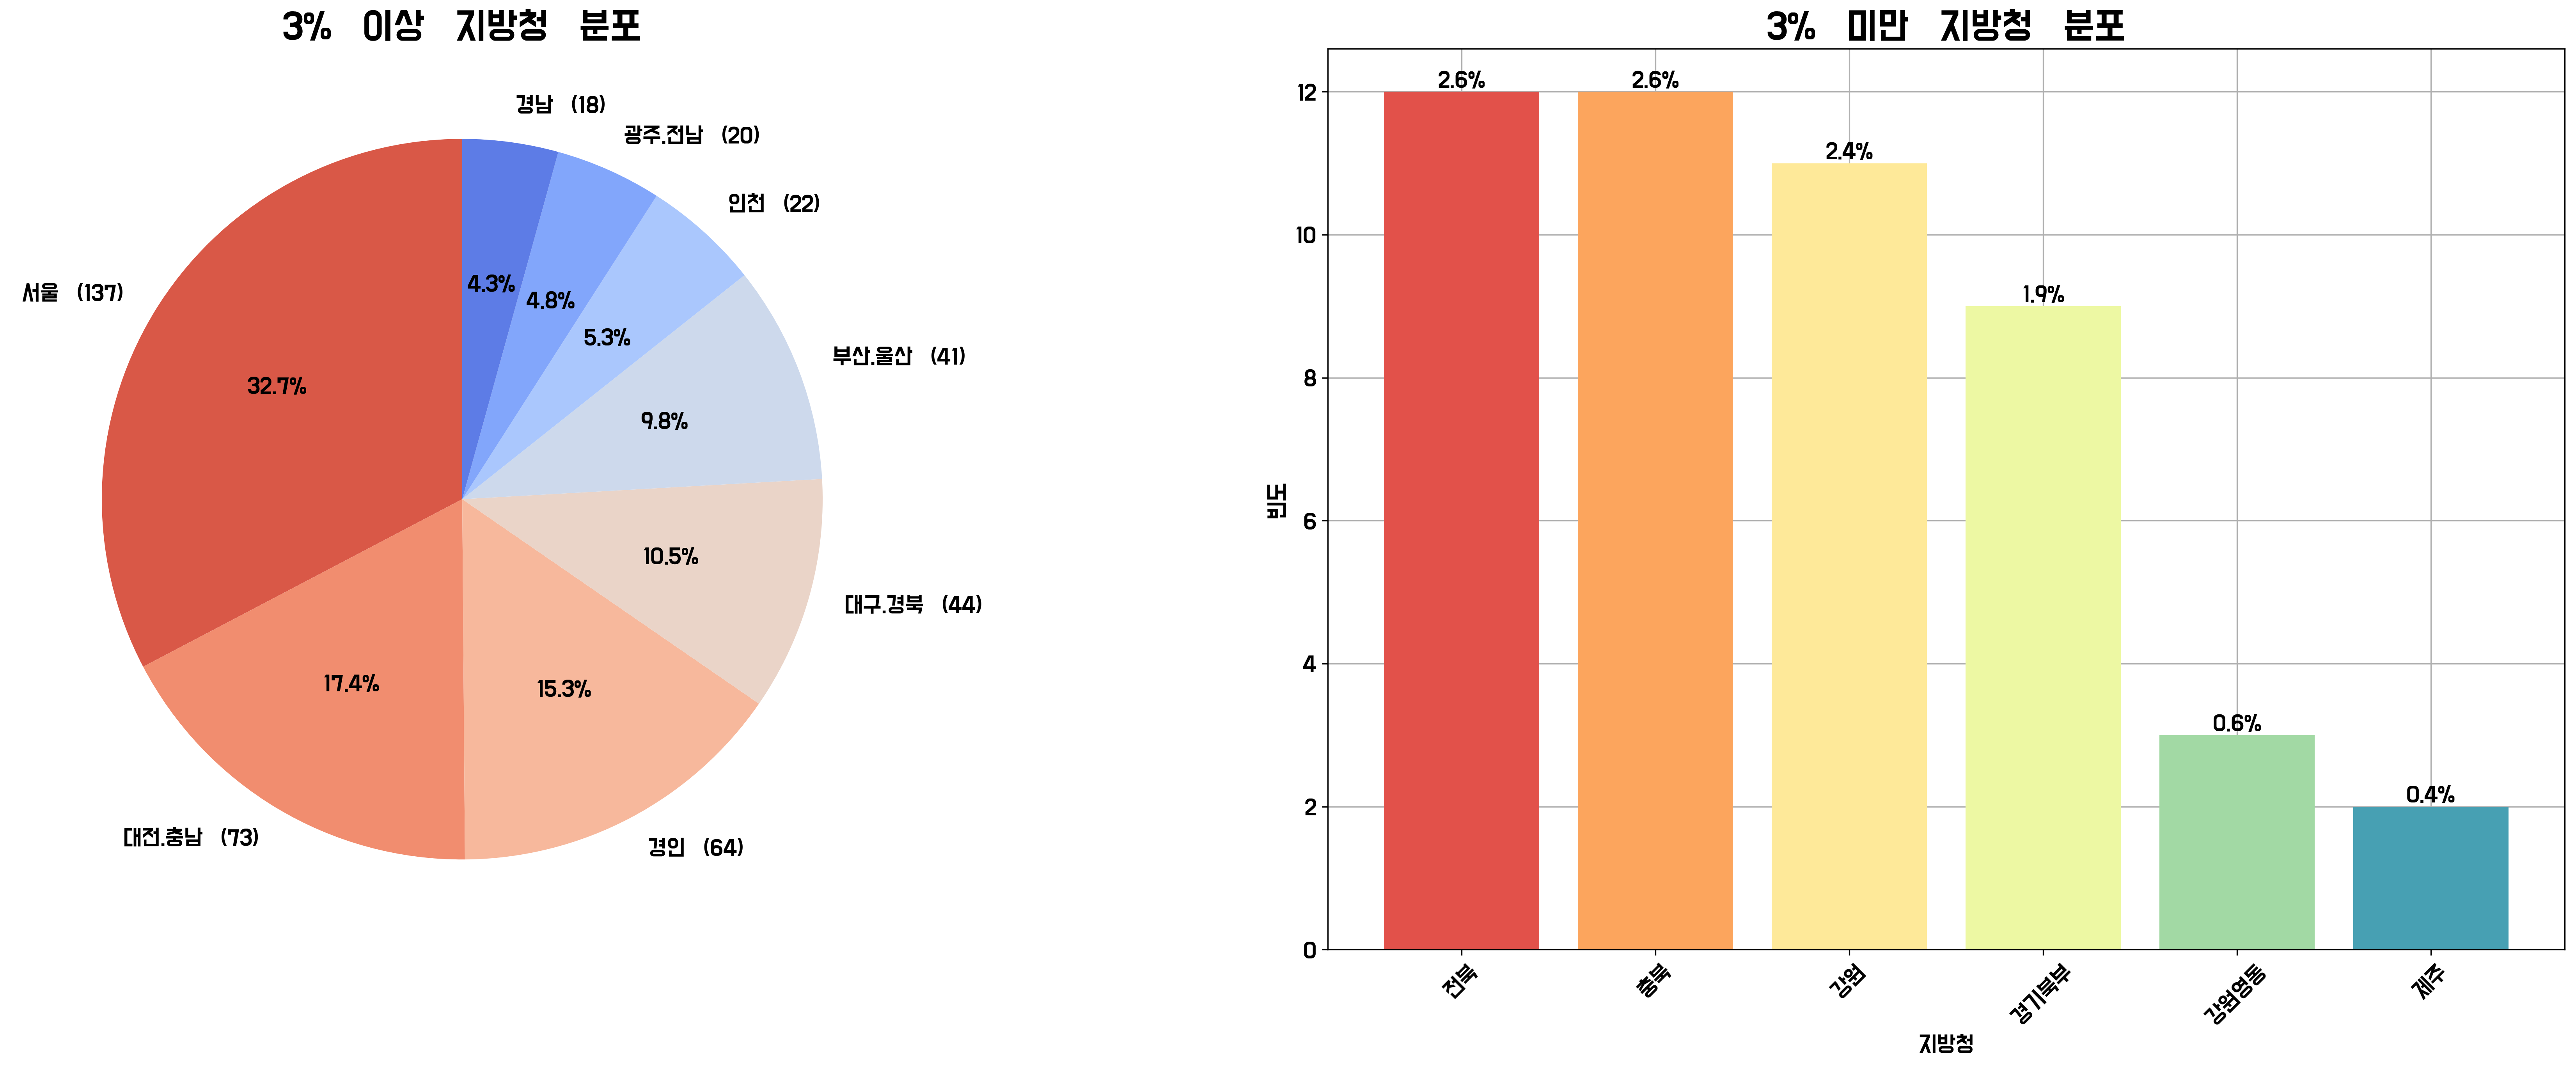 3% 이상 지방청 분포
경남 (18)
광주.전남 (20)
인천 (22)
부산.울산 (41)
대구.경북 (44)
경인 (64)
대전.충남 (73)
서울 (137)
4.3%
4.8%
5.3%
9.8%
10.5%
15.3%
17.4%
32.7%
3% 미만 지방청 분포
빈도
12
10
8
6
4
2
0
2.6%
2.6%
2.4%
1.9%
0.6%
0.4%
전북
충북
강원
경기북부
강원영동
제주
지방청